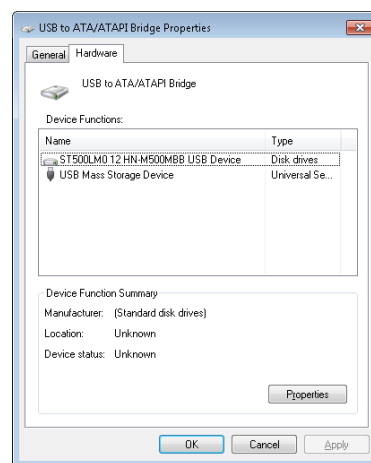 USB to ATA/ATAPI Bridge Properties
General Hardware
USB to ATA/ATAPI Bridge
Device Functions:
Name Type
ST500LM0 12 HN-M500MBB USB Device Disk drives
USB Mass Storage Device Universal Se...
Device Function Summary
Manufacturer: (Standard disk drives)
Location: Unknown
Device status: Unknown
Properties
OK Cancel Apply